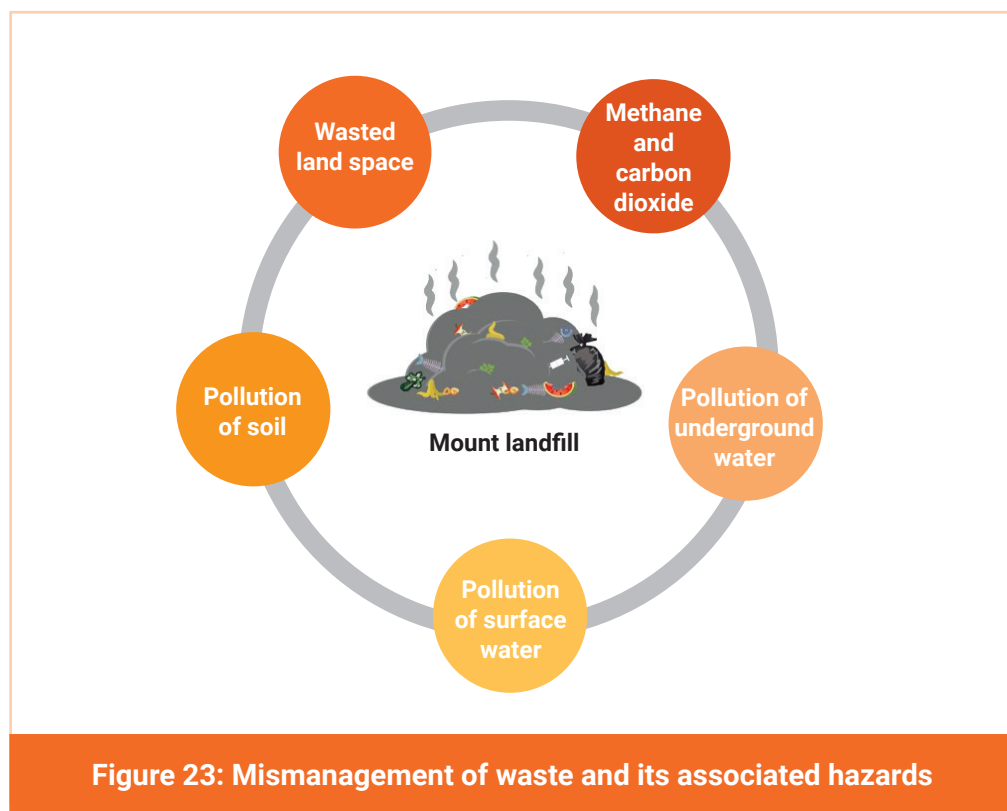 Wasted
land space
Methane
and
carbon
dioxide
Pollution
of soil
Mount landfill
Pollution of
underground
water
Pollution
of surface
water
Figure 23: Mismanagement of waste and its associated hazards